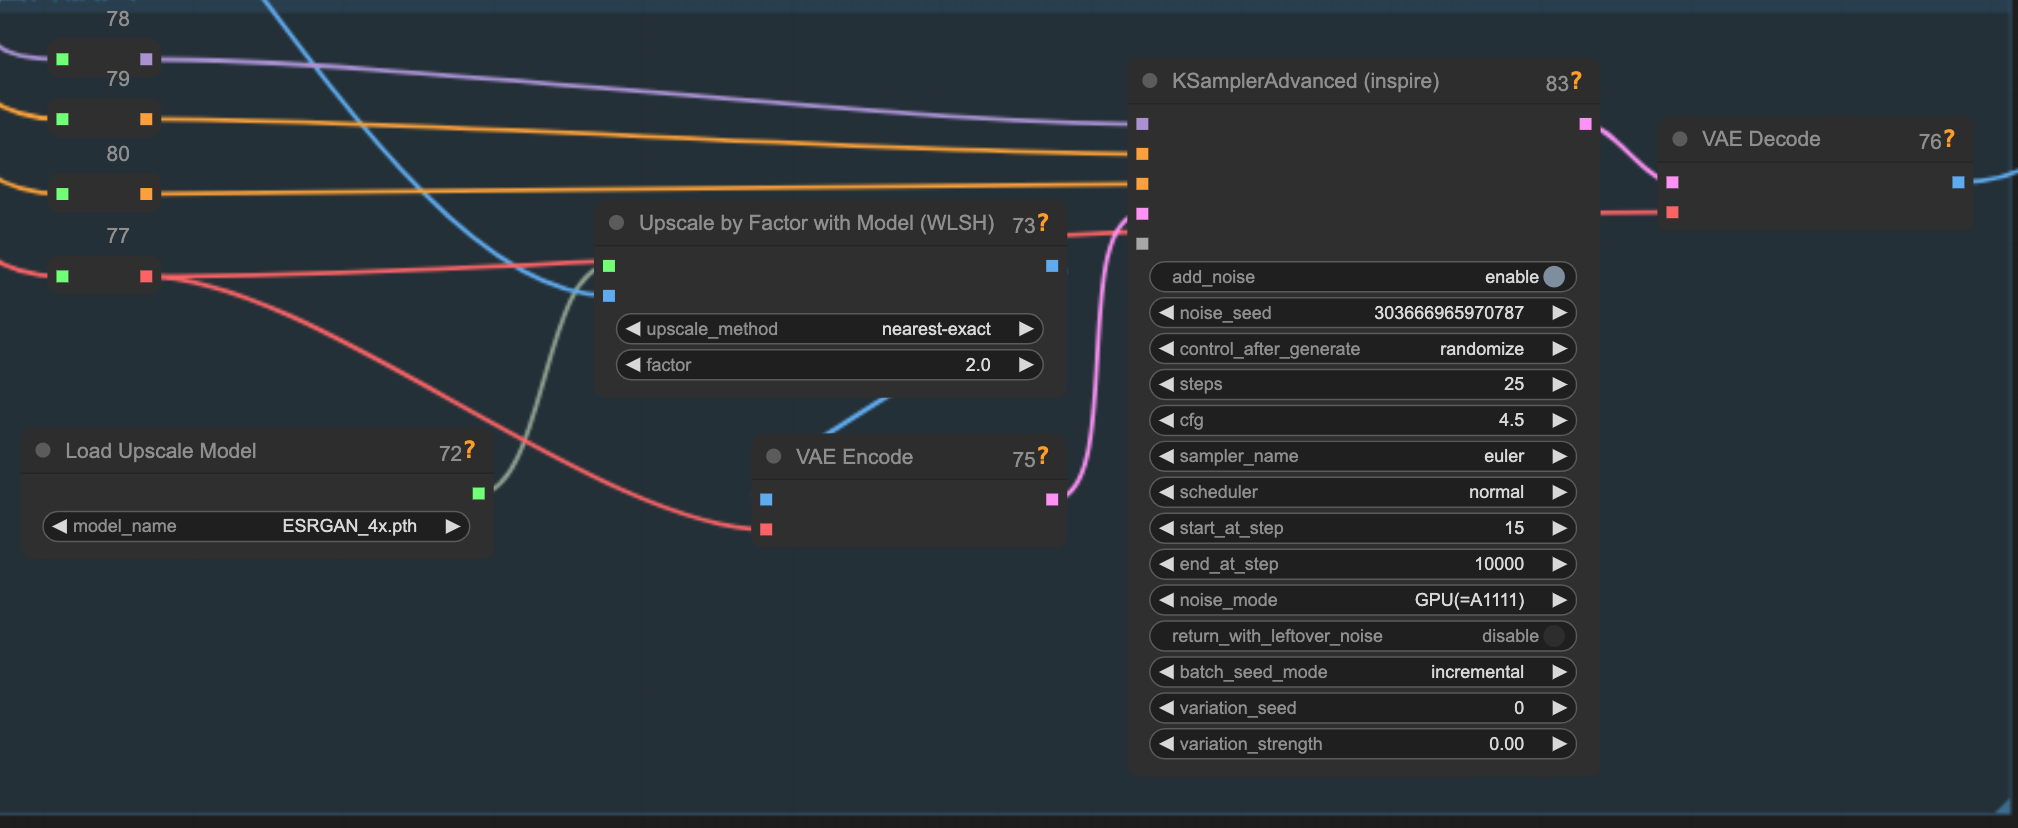 78
79
80
77
Load Upscale Model 72?
model_name ESRGAN_4x.pth
Upscale by Factor with Model (WLSH) 73?
upscale_method nearest-exact
factor 2.0
VAE Encode 75?
KSamplerAdvanced (inspire) 83?
add_noise enable
noise_seed 303666965970787
control_after_generate randomize
steps 25
cfg 4.5
sampler_name euler
scheduler normal
start_at_step 15
end_at_step 10000
noise_mode GPU(=A1111)
return_with_leftover_noise disable
batch_seed_mode incremental
variation_seed 0
variation_strength 0.00
VAE Decode 76?